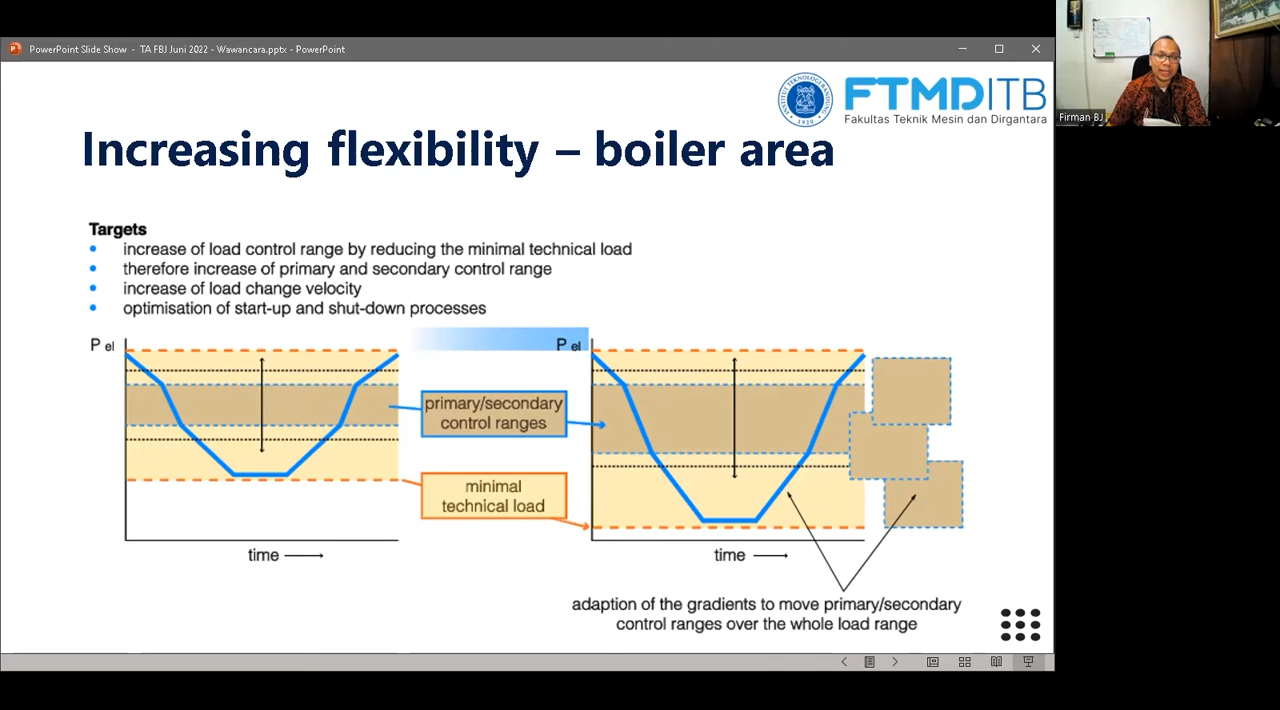 PowerPoint Slide Show - TA FBJ Juni 2022 - Wawancara.pptx - PowerPoint
INSTITUT TEKNOLOGI BANDUNG
1920
FTMDITB
Fakultas Teknik Mesin dan Dirgantara
Firman BJ
Increasing flexibility – boiler area
Targets
• increase of load control range by reducing the minimal technical load
• therefore increase of primary and secondary control range
• increase of load change velocity
• optimisation of start-up and shut-down processes
P el
P el
primary/secondary
control ranges
minimal
technical load
time
time
adaption of the gradients to move primary/secondary
control ranges over the whole load range